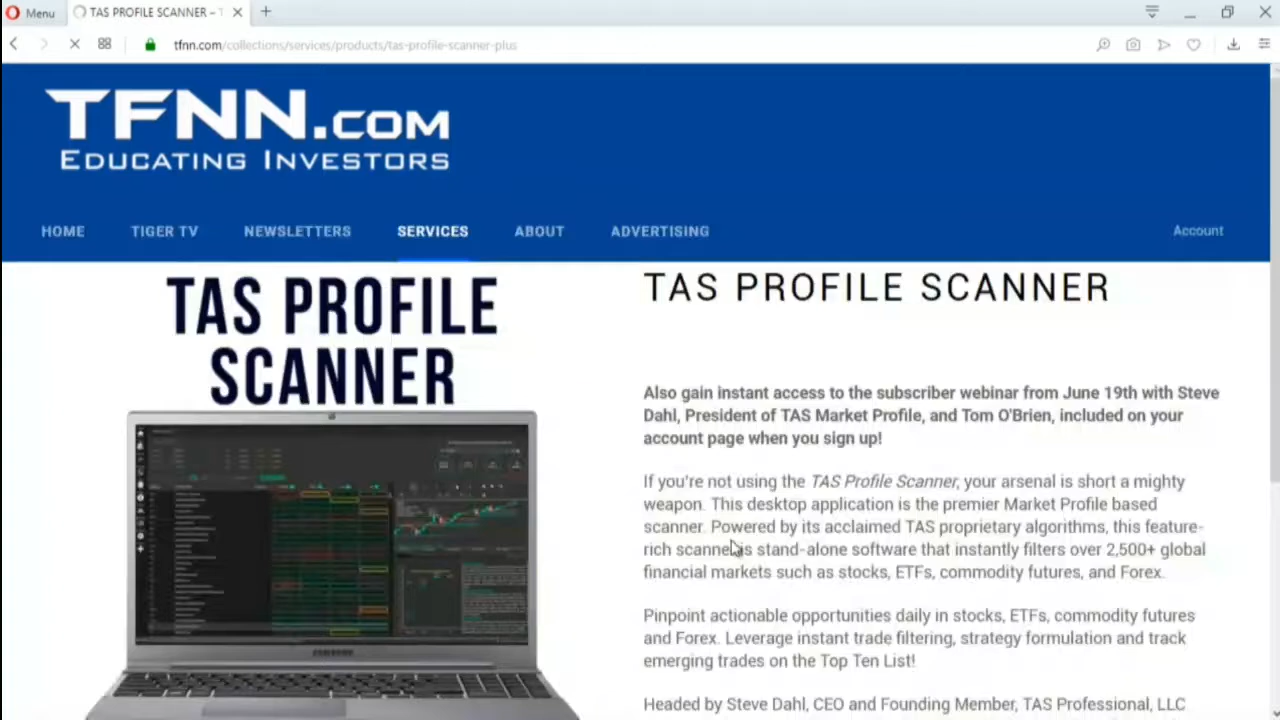 Menu
TAS PROFILE SCANNER – T
tfnn.com/collections/services/products/tas-profile-scanner-plus
TFNN.COM
EDUCATING INVESTORS
HOME TIGER TV NEWSLETTERS SERVICES ABOUT ADVERTISING Account
TAS PROFILE
SCANNER
TAS PROFILE SCANNER
Also gain instant access to the subscriber webinar from June 19th with Steve
Dahl, President of TAS Market Profile, and Tom O'Brien, included on your
account page when you sign up!
If you're not using the TAS Profile Scanner, your arsenal is short a mighty
weapon. This desktop application is the premier Market Profile based
scanner. Powered by its acclaimed TAS proprietary algorithms, this feature-
rich scanner is stand-alone software that instantly filters over 2,500+ global
financial markets such as stocks, ETFs, commodity futures, and Forex.
Pinpoint actionable opportunities daily in stocks, ETFs, commodity futures
and Forex. Leverage instant trade filtering, strategy formulation and track
emerging trades on the Top Ten List!
Headed by Steve Dahl, CEO and Founding Member, TAS Professional, LLC
SAMSUNG